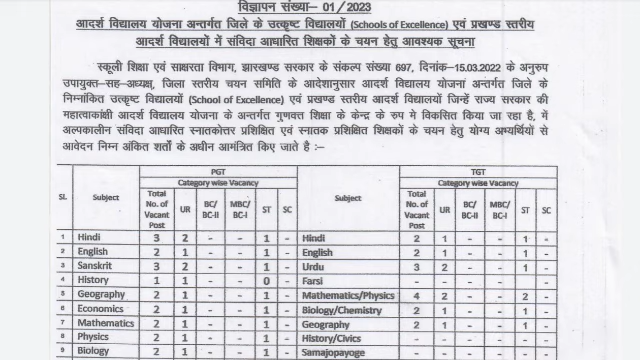 विज्ञापन संख्या– 01/2023
आदर्श विद्यालय योजना अन्तर्गत जिले के उत्कृष्ट विद्यालयों (Schools of Excellence) एवं प्रखण्ड स्तरीय
आदर्श विद्यालयों में संविदा आधारित शिक्षकों के चयन हेतु आवश्यक सूचना
स्कूली शिक्षा एवं साक्षरता विभाग, झारखण्ड सरकार के संकल्प संख्या 697, दिनांक–15.03.2022 के अनुरुप
उपायुक्त–सह–अध्यक्ष, जिला स्तरीय चयन समिति के आदेशानुसार आदर्श विद्यालय योजना अन्तर्गत जिले के
निम्नांकित उत्कृष्ट विद्यालयों (School of Excellence) एवं प्रखण्ड स्तरीय आदर्श विद्यालयों जिन्हें राज्य सरकार की
महात्वाकांक्षी आदर्श विद्यालय योजना के अन्तर्गत गुणवत्त शिक्षा के केन्द्र के रुप मे विकसित किया जा रहा है, में
अल्पकालीन संविदा आधारित स्नातकोत्तर प्रशिक्षित एवं स्नातक प्रशिक्षित शिक्षकों के चयन हेतु योग्य अभ्यर्थियों से
आवेदन निम्न अंकित शर्तो के अधीन आमंत्रित किए जाते है :–
PGT TGT
Category wise Vacancy Category wise Vacancy
SL Subject Total No. of Vacant Post UR BC/ BC-II MBC/ BC-I ST SC Subject Total No. of Vacant Post UR BC/ BC-II MBC/ BC-I ST SC
1 Hindi 3 2 - - 1 - Hindi 2 1 - - 1 -
2 English 2 1 - - 1 - English 2 1 - - 1 -
3 Sanskrit 3 2 - - 1 - Urdu 3 2 - - 1 -
4 History 1 1 - - 0 - Farsi - - - - - -
5 Geography 2 1 - - 1 - Mathematics/Physics 4 2 - - 2 -
6 Economics 2 1 - - 1 - Biology/Chemistry 2 1 - - 1 -
7 Mathematics 2 1 - - 1 - Geography 2 1 - - 1 -
8 Physics 2 1 - - 1 - History/Civics - - - - - -
9 Biology 2 1 - - 1 - Samajopayoge - - - - - -